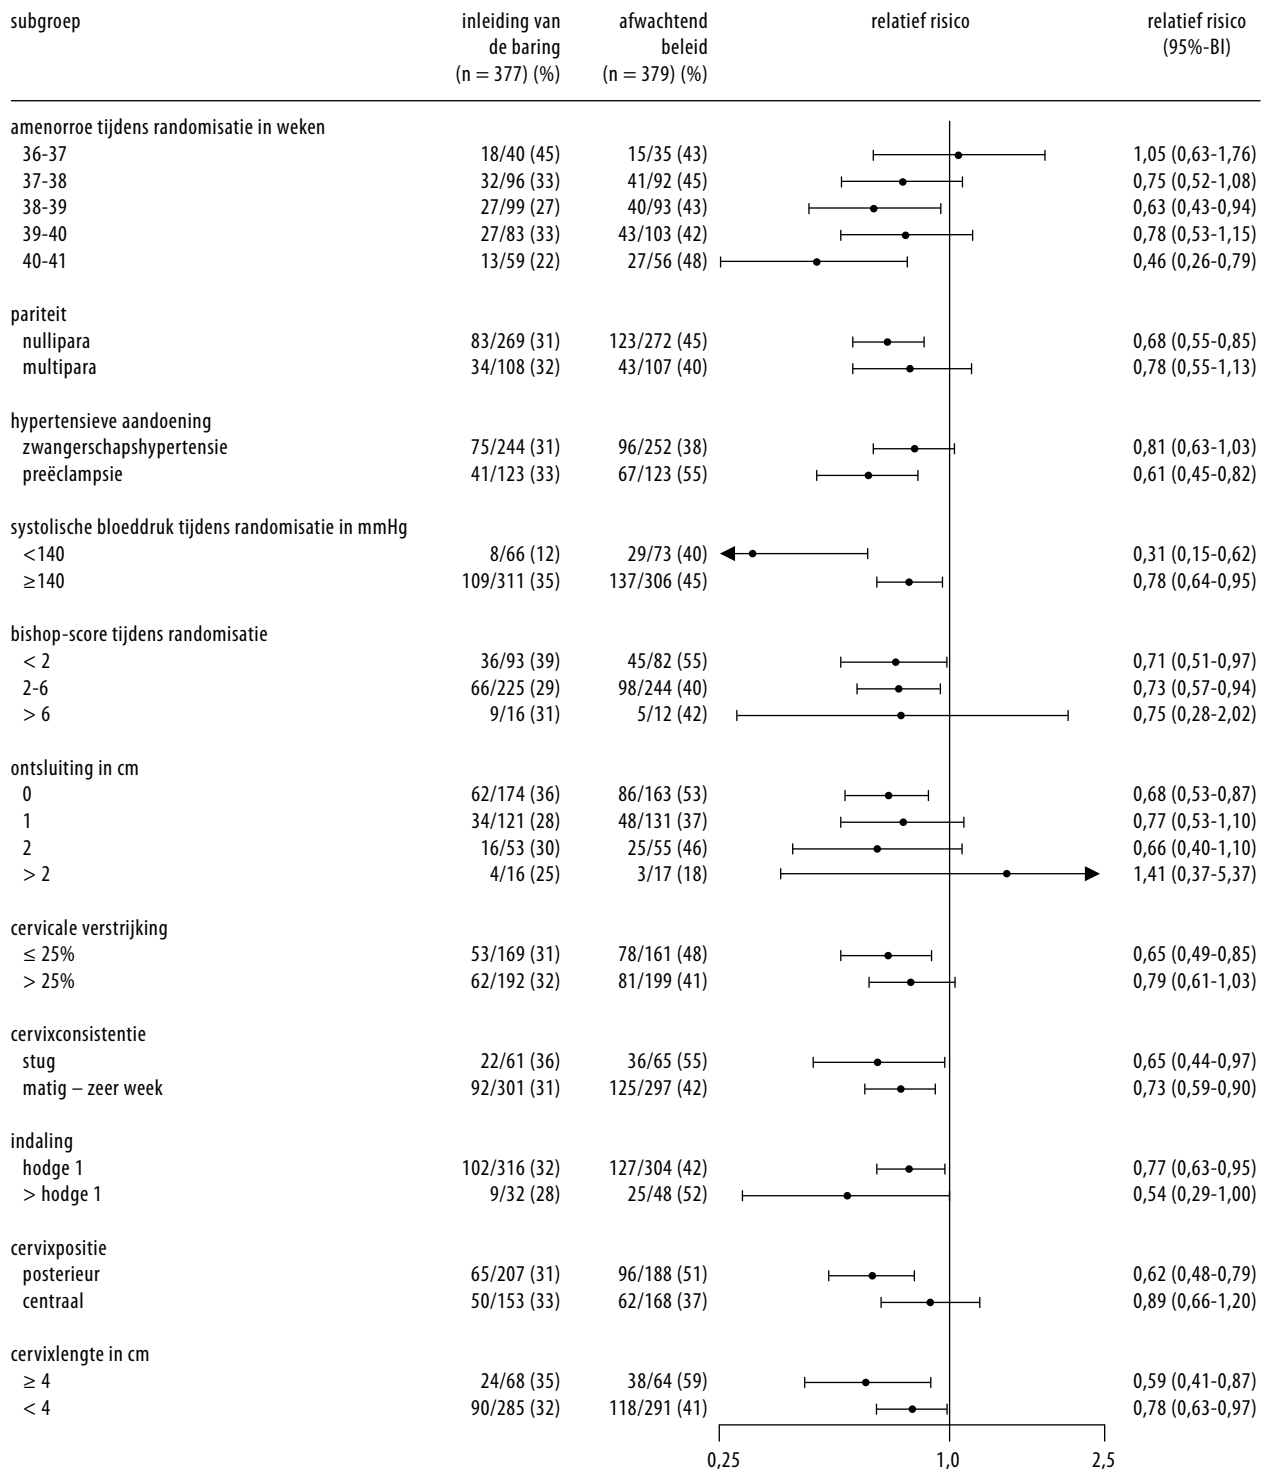 subgroep inleiding van afwachtend relatief risico relatief risico
de baring beleid (95%-BI)
(n = 377) (%) (n = 379) (%)
amenorroe tijdens randomisatie in weken
36-37 18/40 (45) 15/35 (43) 1,05 (0,63-1,76)
37-38 32/96 (33) 41/92 (45) 0,75 (0,52-1,08)
38-39 27/99 (27) 40/93 (43) 0,63 (0,43-0,94)
39-40 27/83 (33) 43/103 (42) 0,78 (0,53-1,15)
40-41 13/59 (22) 27/56 (48) 0,46 (0,26-0,79)
pariteit
nullipara 83/269 (31) 123/272 (45) 0,68 (0,55-0,85)
multipara 34/108 (32) 43/107 (40) 0,78 (0,55-1,13)
hypertensieve aandoening
zwangerschapshypertensie 75/244 (31) 96/252 (38) 0,81 (0,63-1,03)
preëclampsie 41/123 (33) 67/123 (55) 0,61 (0,45-0,82)
systolische bloeddruk tijdens randomisatie in mmHg
<140 8/66 (12) 29/73 (40) 0,31 (0,15-0,62)
≥140 109/311 (35) 137/306 (45) 0,78 (0,64-0,95)
bishop-score tijdens randomisatie
< 2 36/93 (39) 45/82 (55) 0,71 (0,51-0,97)
2-6 66/225 (29) 98/244 (40) 0,73 (0,57-0,94)
> 6 9/16 (31) 5/12 (42) 0,75 (0,28-2,02)
ontsluiting in cm
0 62/174 (36) 86/163 (53) 0,68 (0,53-0,87)
1 34/121 (28) 48/131 (37) 0,77 (0,53-1,10)
2 16/53 (30) 25/55 (46) 0,66 (0,40-1,10)
> 2 4/16 (25) 3/17 (18) 1,41 (0,37-5,37)
cervicale verstrijking
≤ 25% 53/169 (31) 78/161 (48) 0,65 (0,49-0,85)
> 25% 62/192 (32) 81/199 (41) 0,79 (0,61-1,03)
cervixconsistentie
stug 22/61 (36) 36/65 (55) 0,65 (0,44-0,97)
matig – zeer week 92/301 (31) 125/297 (42) 0,73 (0,59-0,90)
indaling
hodge 1 102/316 (32) 127/304 (42) 0,77 (0,63-0,95)
> hodge 1 9/32 (28) 25/48 (52) 0,54 (0,29-1,00)
cervixpositie
posterieur 65/207 (31) 96/188 (51) 0,62 (0,48-0,79)
centraal 50/153 (33) 62/168 (37) 0,89 (0,66-1,20)
cervixlengte in cm
≥ 4 24/68 (35) 38/64 (59) 0,59 (0,41-0,87)
< 4 90/285 (32) 118/291 (41) 0,78 (0,63-0,97)
0,25 1,0 2,5